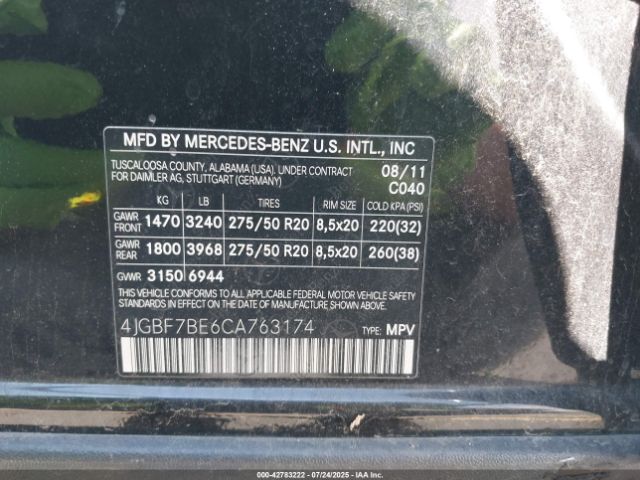 MFD BY MERCEDES-BENZ U.S. INTL., INC
TUSCALOOSA COUNTY, ALABAMA (USA). UNDER CONTRACT
FOR DAIMLER AG, STUTTGART (GERMANY)
08/11
C040
KG LB TIRES RIM SIZE COLD KPA (PSI)
GAWR FRONT 1470 3240 275/50 R20 8,5x20 220(32)
GAWR REAR 1800 3968 275/50 R20 8,5x20 260(38)
GVWR 3150 6944
THIS VEHICLE CONFORMS TO ALL APPLICABLE FEDERAL MOTOR VEHICLE SAFETY
STANDARDS IN EFFECT ON THE DATE OF MANUFACTURE SHOWN ABOVE.
4JGBF7BE6CA763174 TYPE: MPV
000-42783222 - 07/24/2025 - IAAI.com